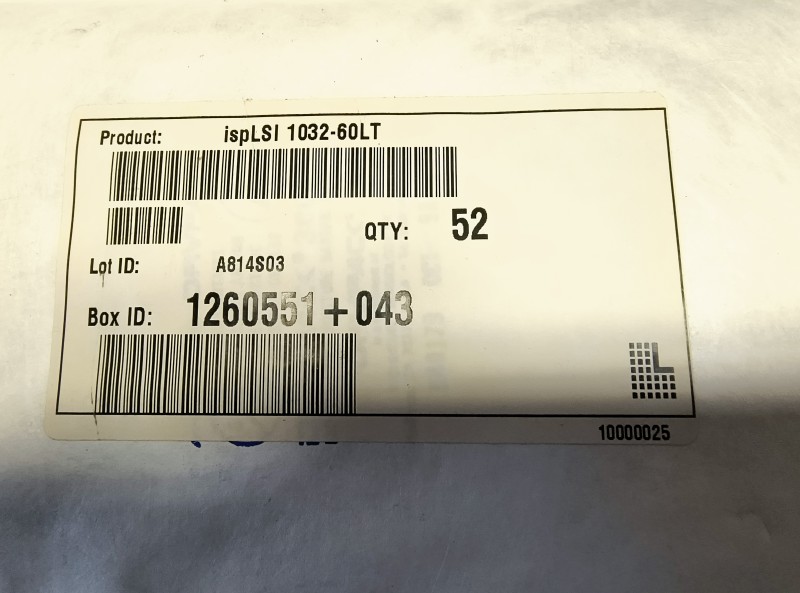 Product: ispLSI 1032-60LT
QTY: 52
Lot ID: A814S03
Box ID: 1260551+043
L
10000025